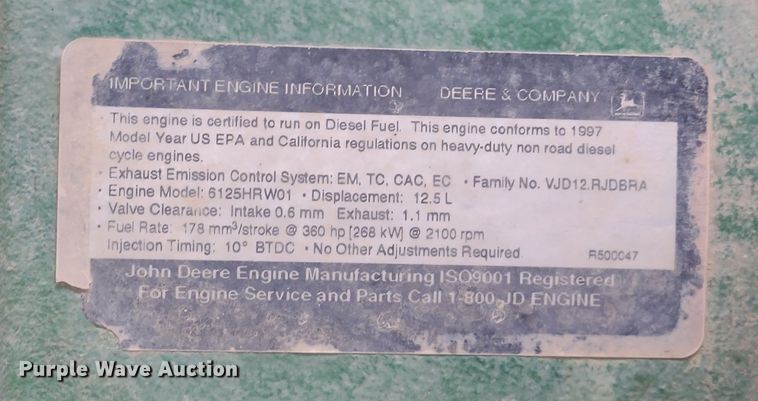 IMPORTANT ENGINE INFORMATION DEERE & COMPANY
· This engine is certified to run on Diesel Fuel. This engine conforms to 1997
Model Year US EPA and California regulations on heavy-duty non road diesel
cycle engines.
· Exhaust Emission Control System: EM, TC, CAC, EC · Family No. VJD12.RJDBRA
· Engine Model: 6125HRW01 · Displacement: 12.5 L
· Valve Clearance: Intake 0.6 mm Exhaust: 1.1 mm
· Fuel Rate: 178 mm³/stroke @ 360 hp [268 kW] @ 2100 rpm
Injection Timing: 10° BTDC · No Other Adjustments Required R500047
John Deere Engine Manufacturing ISO9001 Registered
For Engine Service and Parts Call 1-800-JD ENGINE
Purple Wave Auction